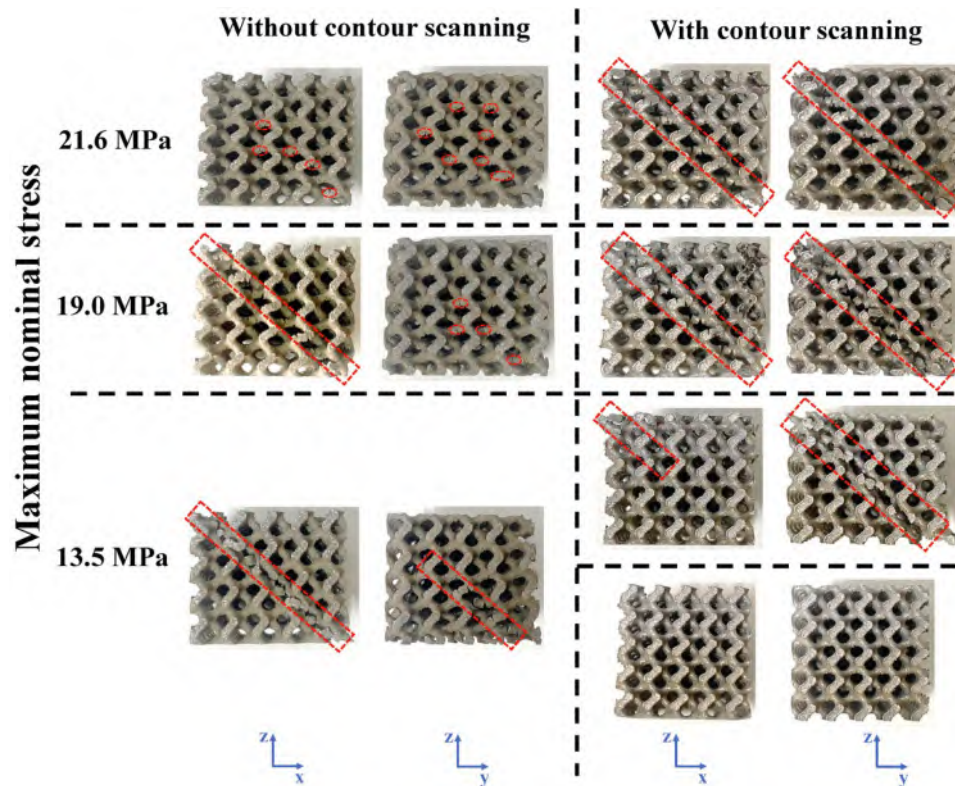 Without contour scanning
With contour scanning
Maximum nominal stress
21.6 MPa
19.0 MPa
13.5 MPa
z
x
z
y
z
x
z
y